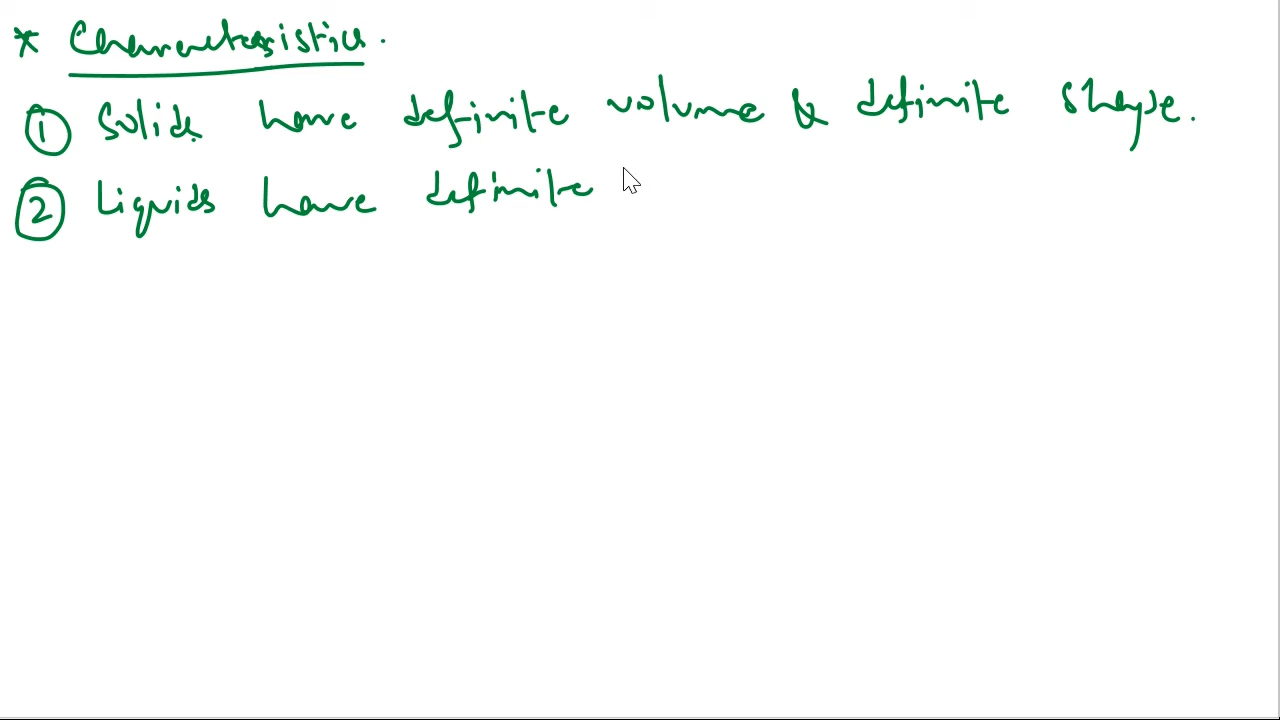 * Characteristics.
① Solids have definite volume & definite shape.
② Liquids have definite